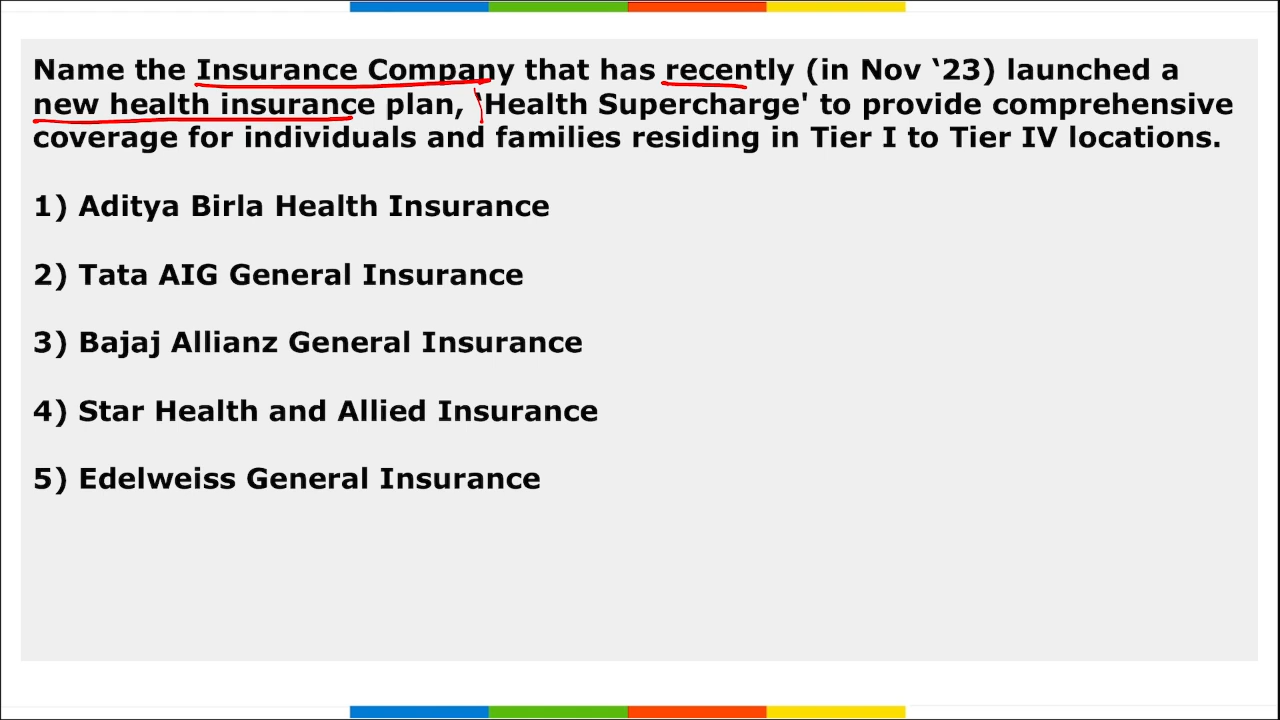 Name the Insurance Company that has recently (in Nov ‘23) launched a
new health insurance plan, ‘Health Supercharge' to provide comprehensive
coverage for individuals and families residing in Tier I to Tier IV locations.
1) Aditya Birla Health Insurance
2) Tata AIG General Insurance
3) Bajaj Allianz General Insurance
4) Star Health and Allied Insurance
5) Edelweiss General Insurance